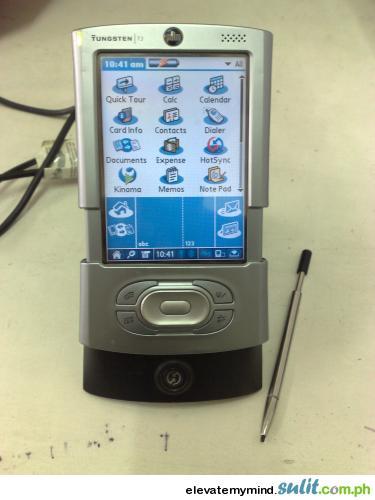 TUNGSTEN | T3
10:41 am All
Quick Tour Calc Calendar
Card Info Contacts Dialer
Documents Expense HotSync
Kinoma Memos Note Pad
abc 123
10:41
elevatemymind.sulit.com.ph